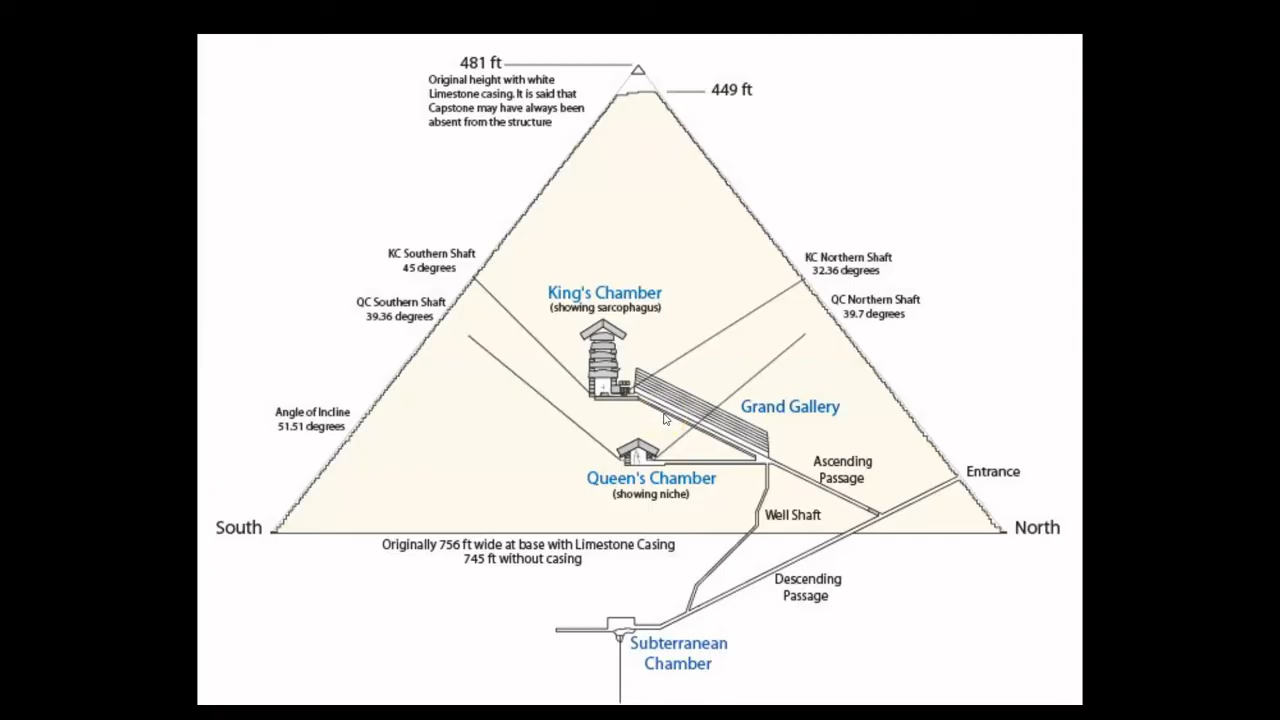 481 ft
Original height with white
Limestone casing. It is said that
Capstone may have always been
absent from the structure
449 ft
KC Southern Shaft
45 degrees
KC Northern Shaft
32.36 degrees
QC Southern Shaft
39.36 degrees
King's Chamber
(showing sarcophagus)
QC Northern Shaft
39.7 degrees
Angle of Incline
51.51 degrees
Grand Gallery
Ascending
Passage
Entrance
Queen's Chamber
(showing niche)
Well Shaft
South
North
Originally 756 ft wide at base with Limestone Casing
745 ft without casing
Descending
Passage
Subterranean
Chamber